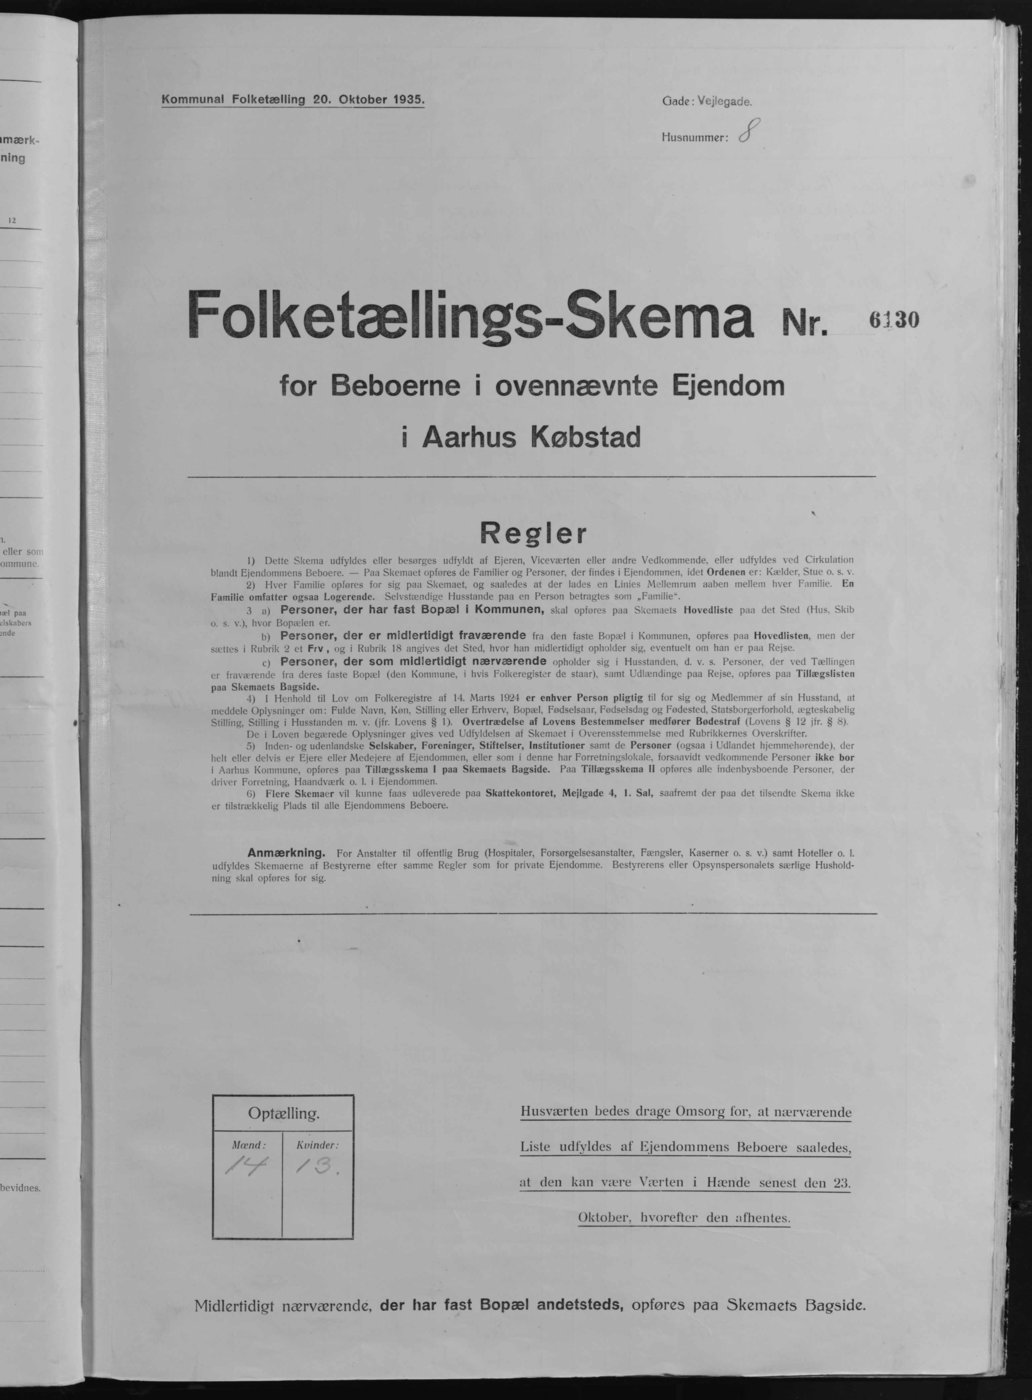 mærk-
ning
12
eller som
ommune.
æl paa
elskabers
ende
bevidnes.
Kommunal Folketælling 20. Oktober 1935.
Gade: Vejlegade.
Husnummer: 8
Folketællings-Skema Nr. 6130
for Beboerne i ovennævnte Ejendom
i Aarhus Købstad
Regler
1) Dette Skema udfyldes eller besørges udfyldt af Ejeren, Viceværten eller andre Vedkommende, eller udfyldes ved Cirkulation
blandt Ejendommens Beboere. — Paa Skemaet opføres de Familier og Personer, der findes i Ejendommen, idet Ordenen er: Kælder, Stue o. s. v.
2) Hver Familie opføres for sig paa Skemaet, og saaledes at der lades en Linies Mellemrum aaben mellem hver Familie. En
Familie omfatter ogsaa Logerende. Selvstændige Husstande paa en Person betragtes som „Familie“.
3 a) Personer, der har fast Bopæl i Kommunen, skal opføres paa Skemaets Hovedliste paa det Sted (Hus, Skib
o. s. v.), hvor Bopælen er.
b) Personer, der er midlertidigt fraværende fra den faste Bopæl i Kommunen, opføres paa Hovedlisten, men der
sættes i Rubrik 2 et Frv, og i Rubrik 18 angives det Sted, hvor han midlertidigt opholder sig, eventuelt om han er paa Rejse.
c) Personer, der som midlertidigt nærværende opholder sig i Husstanden, d. v. s. Personer, der ved Tællingen
er fraværende fra deres faste Bopæl (den Kommune, i hvis Folkeregister de staar), samt Udlændinge paa Rejse, opføres paa Tillægslisten
paa Skemaets Bagside.
4) I Henhold til Lov om Folkeregistre af 14. Marts 1924 er enhver Person pligtig til for sig og Medlemmer af sin Husstand, at
meddele Oplysninger om: Fulde Navn, Køn, Stilling eller Erhverv, Bopæl, Fødselsaar, Fødselsdag og Fødested, Statsborgerforhold, ægteskabelig
Stilling, Stilling i Husstanden m. v. (jfr. Lovens § 1). Overtrædelse af Lovens Bestemmelser medfører Bødestraf (Lovens § 12 jfr. § 8).
De i Loven begærede Oplysninger gives ved Udfyldelsen af Skemaet i Overensstemmelse med Rubrikkernes Overskrifter.
5) Inden- og udenlandske Selskaber, Foreninger, Stiftelser, Institutioner samt de Personer (ogsaa i Udlandet hjemmehørende), der
helt eller delvis er Ejere eller Medejere af Ejendommen, eller som i denne har Forretningslokale, forsaavidt vedkommende Personer ikke bor
i Aarhus Kommune, opføres paa Tillægsskema I paa Skemaets Bagside. Paa Tillægsskema II opføres alle indenbysboende Personer, der
driver Forretning, Haandværk o. l. i Ejendommen.
6) Flere Skemaer vil kunne faas udleverede paa Skattekontoret, Mejlgade 4, 1. Sal, saafremt der paa det tilsendte Skema ikke
er tilstrækkelig Plads til alle Ejendommens Beboere.
Anmærkning. For Anstalter til offentlig Brug (Hospitaler, Forsørgelsesanstalter, Fængsler, Kaserner o. s. v.) samt Hoteller o. l.
udfyldes Skemaerne af Bestyrerne efter samme Regler som for private Ejendomme. Bestyrerens eller Opsynspersonalets særlige Hushold-
ning skal opføres for sig.
Optælling.
Mænd: Kvinder:
14 13.
Husværten bedes drage Omsorg for, at nærværende
Liste udfyldes af Ejendommens Beboere saaledes,
at den kan være Værten i Hænde senest den 23.
Oktober, hvorefter den afhentes.
Midlertidigt nærværende, der har fast Bopæl andetsteds, opføres paa Skemaets Bagside.